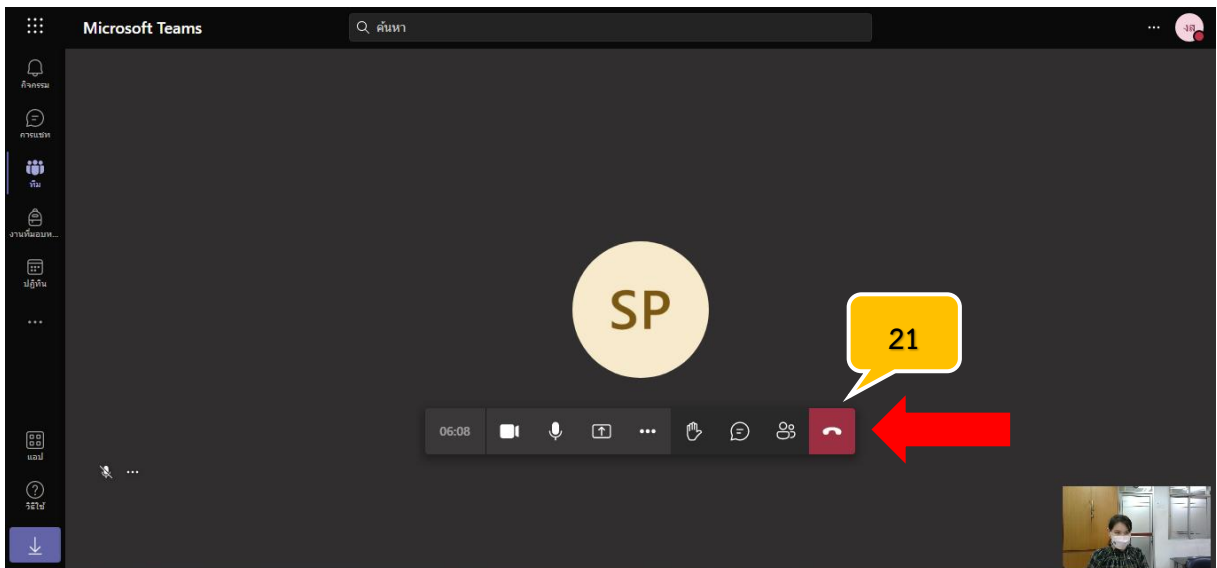 Microsoft Teams
ค้นหา
งส
กิจกรรม
การแชท
ทีม
งานที่มอบห...
ปฏิทิน
SP
21
06:08
แอป
วิธีใช้